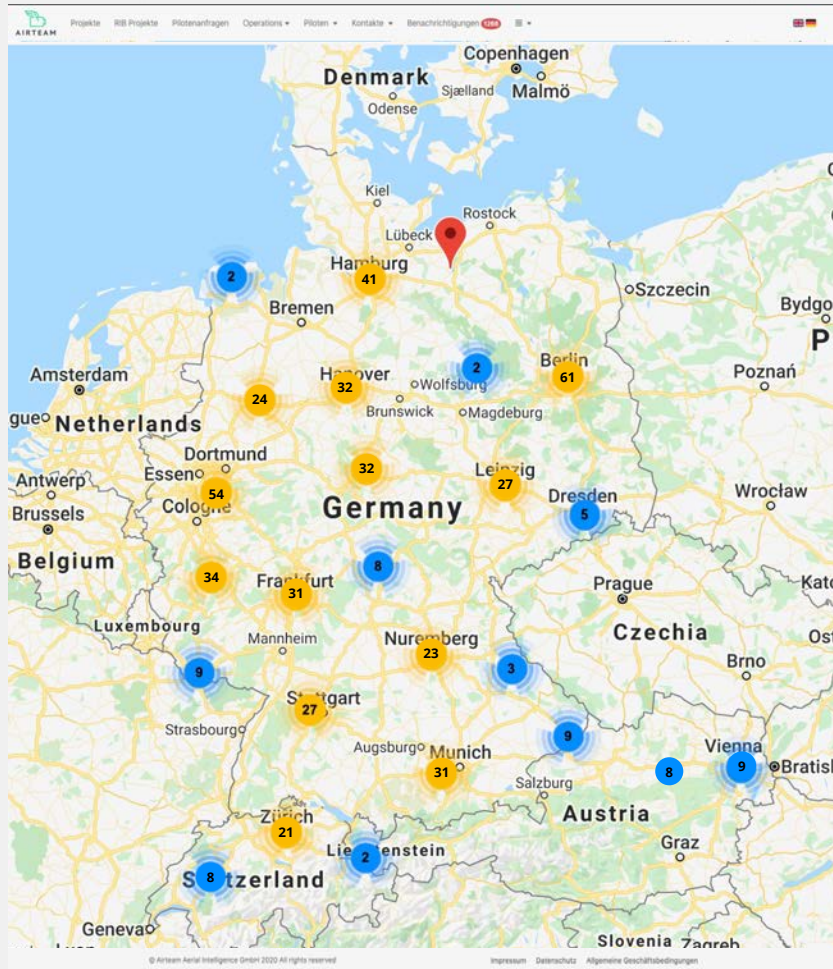 AIRTEAM
Projekte RIB Projekte Pilotenanfragen Operations Piloten Kontakte Benachrichtigungen 1268
Copenhagen
Denmark
Sjælland
Malmö
Odense
Kiel
Rostock
Lübeck
Hamburg
2
41
Szczecin
Bremen
Bydgo
P
Berlin
2
61
Poznań
Amsterdam
Hanover
32
Wolfsburg
24
Brunswick
Magdeburg
gue
Netherlands
Dortmund
32
Leipzig
27
Essen
Antwerp
54
Dresden
Wrocław
Cologne
Germany
5
Brussels
Belgium
8
34
Frankfurt
31
Prague
Kato
Luxembourg
Mannheim
Nuremberg
23
Czechia
Ost
9
3
Brno
Stuttgart
27
Strasbourg
Augsburg
Munich
31
9
Vienna
9
8
Bratisl
Salzburg
Zürich
21
Austria
Liechtenstein
2
Graz
8
Switzerland
Geneva
Slovenia
Zagreb
© Airteam Aerial Intelligence GmbH 2020 All rights reserved
Impressum Datenschutz Allgemeine Geschäftsbedingungen